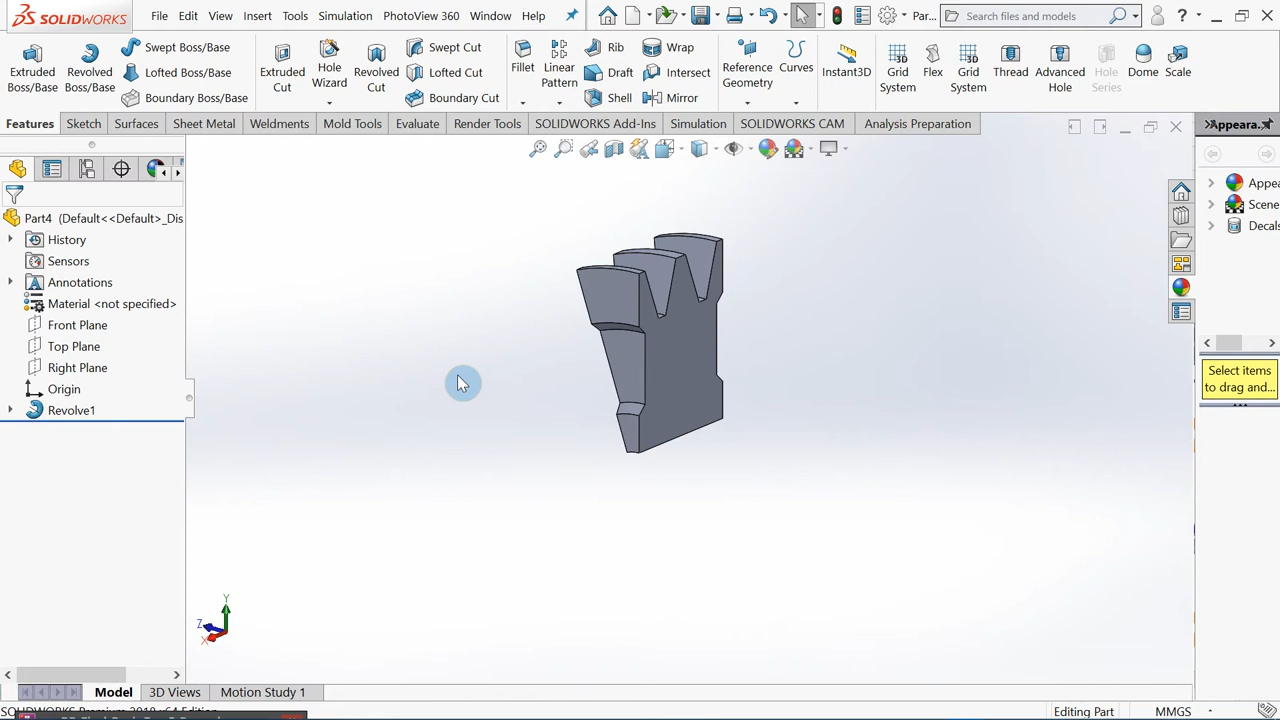 SOLIDWORKS File Edit View Insert Tools Simulation PhotoView 360 Window Help Par... Search files and models ?
Extruded Boss/Base
Revolved Boss/Base
Swept Boss/Base
Lofted Boss/Base
Boundary Boss/Base
Extruded Cut
Hole Wizard
Revolved Cut
Swept Cut
Lofted Cut
Boundary Cut
Fillet
Linear Pattern
Rib
Draft
Shell
Wrap
Intersect
Mirror
Reference Geometry
Curves
Instant3D
Grid System
Flex
Grid System
Thread
Advanced Hole
Hole Series
Dome
Scale
Features Sketch Surfaces Sheet Metal Weldments Mold Tools Evaluate Render Tools SOLIDWORKS Add-Ins Simulation SOLIDWORKS CAM Analysis Preparation
Appeara...
Part4 (Default<<Default>_Dis
History
Sensors
Annotations
Material <not specified>
Front Plane
Top Plane
Right Plane
Origin
Revolve1
Appea
Scene
Decals
Select items
to drag and...
Y
Z
X
Model 3D Views Motion Study 1
Editing Part MMGS